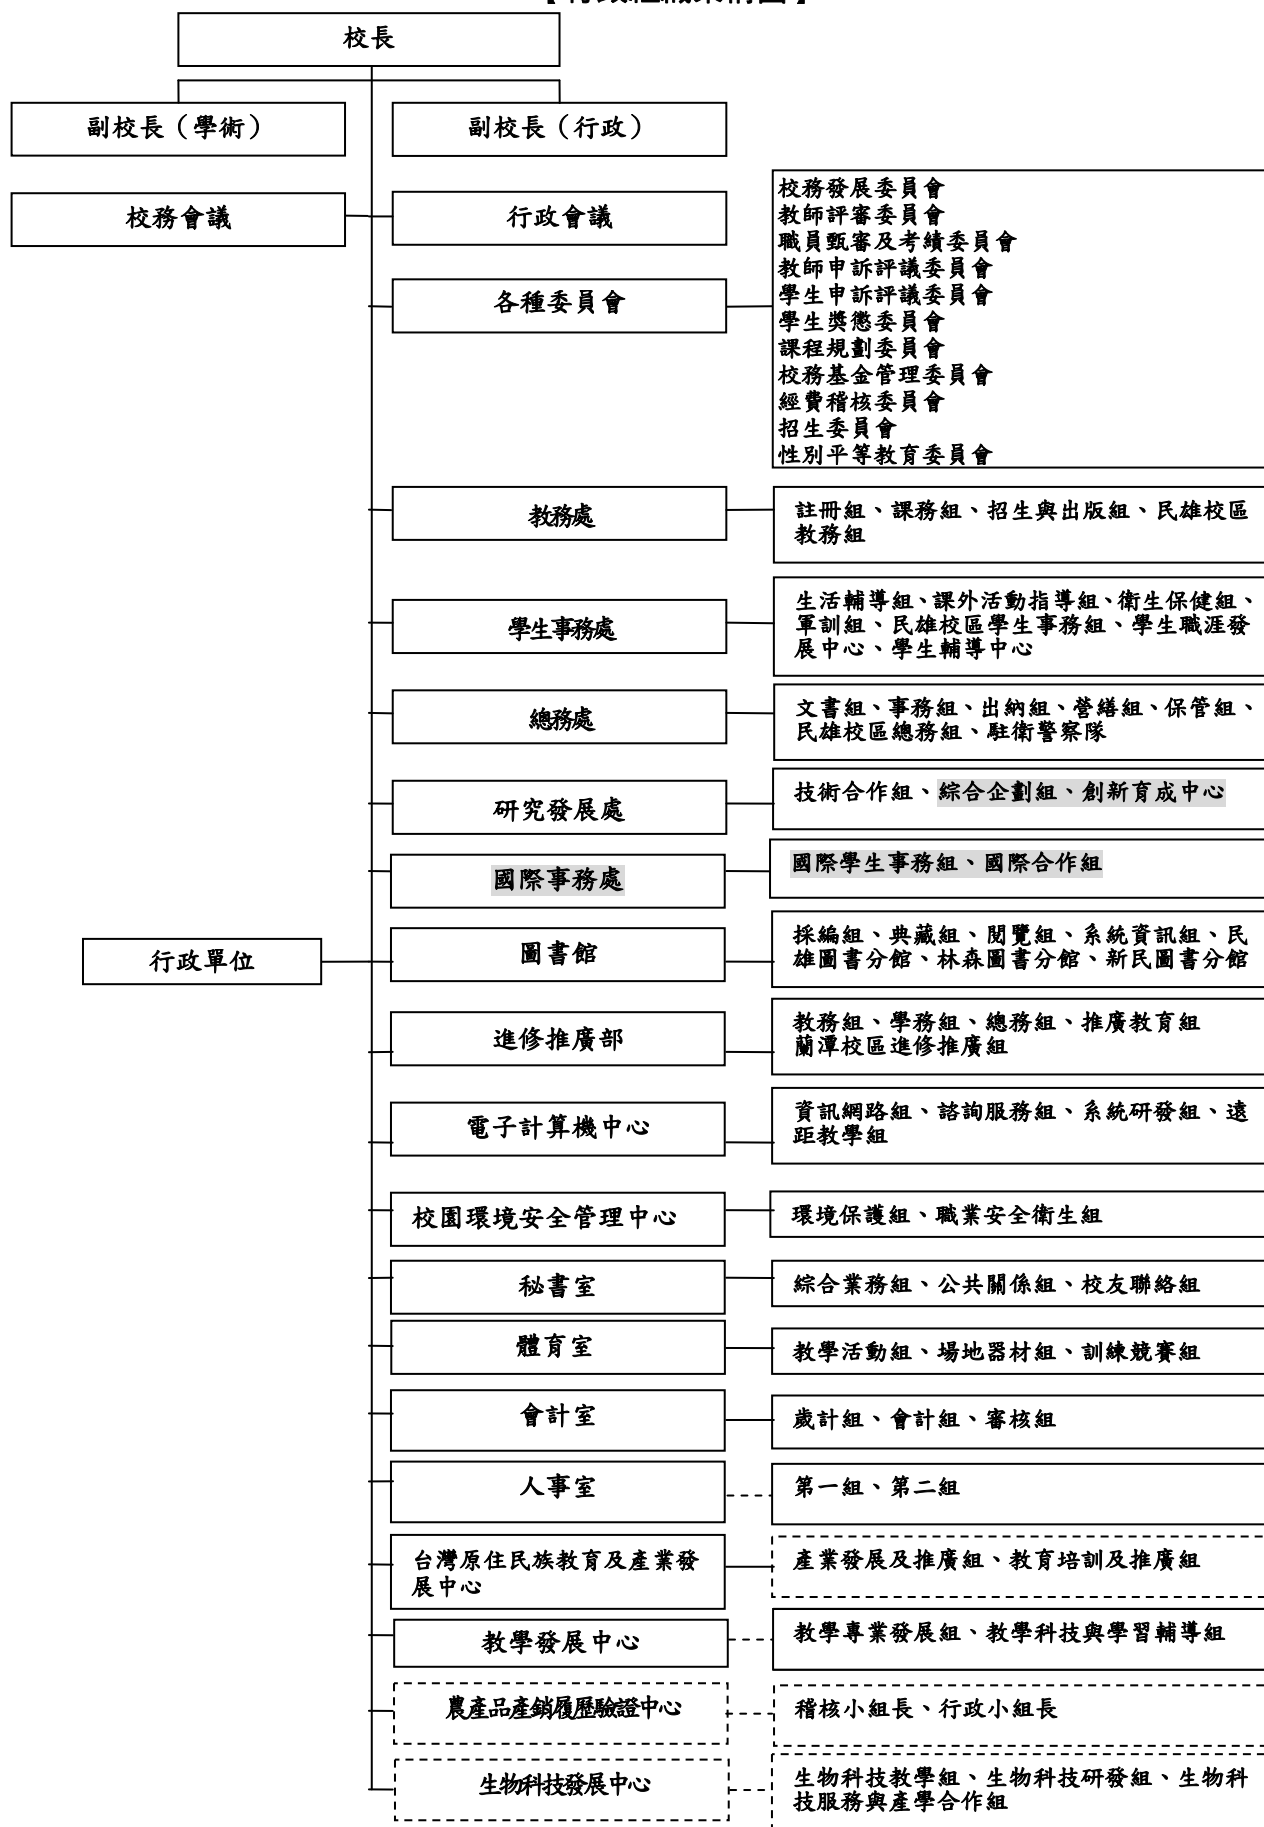 【行政組織架構圖】
校長
副校長（學術）
副校長（行政）
校務會議
行政會議
各種委員會
校務發展委員會
教師評審委員會
職員甄審及考績委員會
教師申訴評議委員會
學生申訴評議委員會
學生獎懲委員會
課程規劃委員會
校務基金管理委員會
經費稽核委員會
招生委員會
性別平等教育委員會
教務處
註冊組、課務組、招生與出版組、民雄校區
教務組
學生事務處
生活輔導組、課外活動指導組、衛生保健組、
軍訓組、民雄校區學生事務組、學生職涯發
展中心、學生輔導中心
總務處
文書組、事務組、出納組、營繕組、保管組、
民雄校區總務組、駐衛警察隊
研究發展處
技術合作組、綜合企劃組、創新育成中心
國際事務處
國際學生事務組、國際合作組
行政單位
圖書館
採編組、典藏組、閱覽組、系統資訊組、民
雄圖書分館、林森圖書分館、新民圖書分館
進修推廣部
教務組、學務組、總務組、推廣教育組
蘭潭校區進修推廣組
電子計算機中心
資訊網路組、諮詢服務組、系統研發組、遠
距教學組
校園環境安全管理中心
環境保護組、職業安全衛生組
秘書室
綜合業務組、公共關係組、校友聯絡組
體育室
教學活動組、場地器材組、訓練競賽組
會計室
歲計組、會計組、審核組
人事室
第一組、第二組
台灣原住民族教育及產業發
展中心
產業發展及推廣組、教育培訓及推廣組
教學發展中心
教學專業發展組、教學科技與學習輔導組
農產品產銷履歷驗證中心
稽核小組長、行政小組長
生物科技發展中心
生物科技教學組、生物科技研發組、生物科
技服務與產學合作組